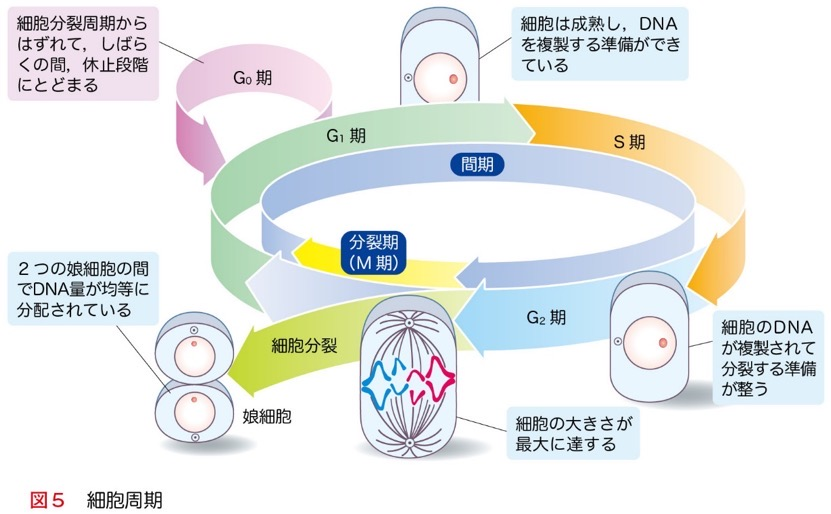 細胞分裂周期から
はずれて，しばら
くの間，休止段階
にとどまる
G₀ 期
細胞は成熟し，DNA
を複製する準備ができ
ている
G₁ 期
S 期
間期
分裂期
（M 期）
２つの娘細胞の間
でDNA量が均等に
分配されている
G₂ 期
細胞分裂
細胞のDNA
が複製されて
分裂する準備
が整う
娘細胞
細胞の大きさが
最大に達する
図５　細胞周期